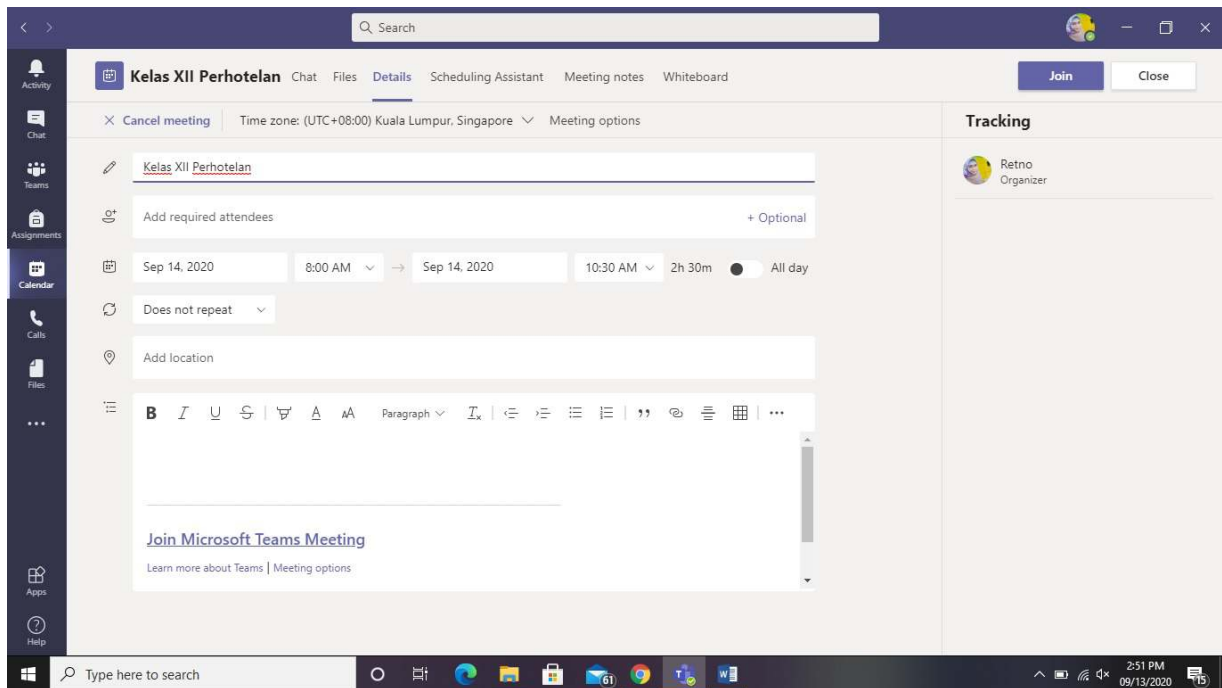 Search
Activity
Chat
Teams
Assignments
Calendar
Calls
Files
Apps
Help
Kelas XII Perhotelan Chat Files Details Scheduling Assistant Meeting notes Whiteboard Join Close
Cancel meeting Time zone: (UTC+08:00) Kuala Lumpur, Singapore Meeting options
Kelas XII Perhotelan
Add required attendees + Optional
Sep 14, 2020 8:00 AM → Sep 14, 2020 10:30 AM 2h 30m All day
Does not repeat
Add location
B I U S A AA Paragraph Tx
Join Microsoft Teams Meeting
Learn more about Teams | Meeting options
Tracking
Retno
Organizer
Type here to search
61
2:51 PM
09/13/2020
15